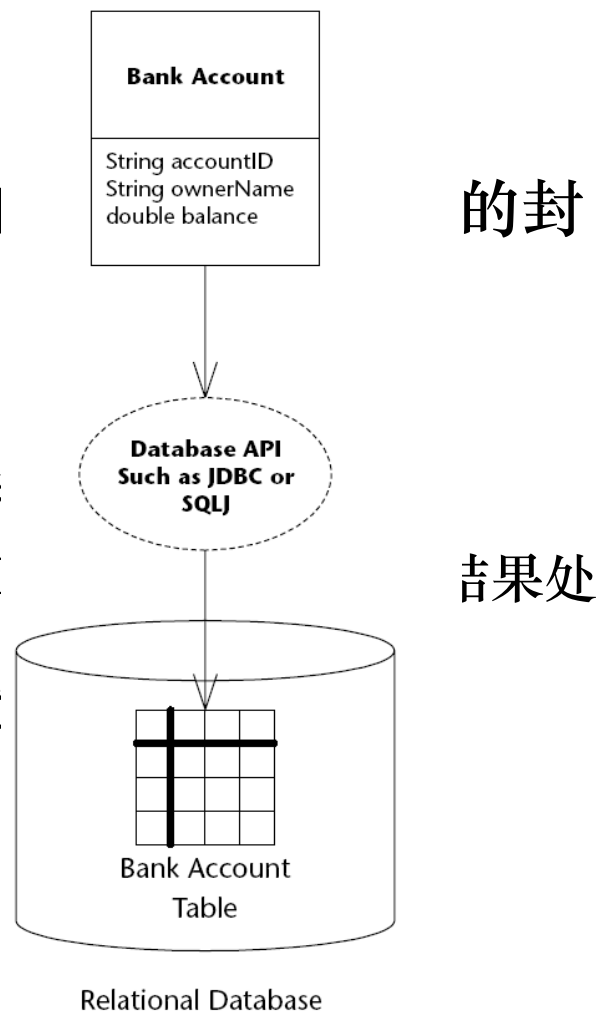 Bank Account
String accountID
String ownerName
double balance
的封
Database API
Such as JDBC or
SQLJ
果处
Bank Account
Table
Relational Database